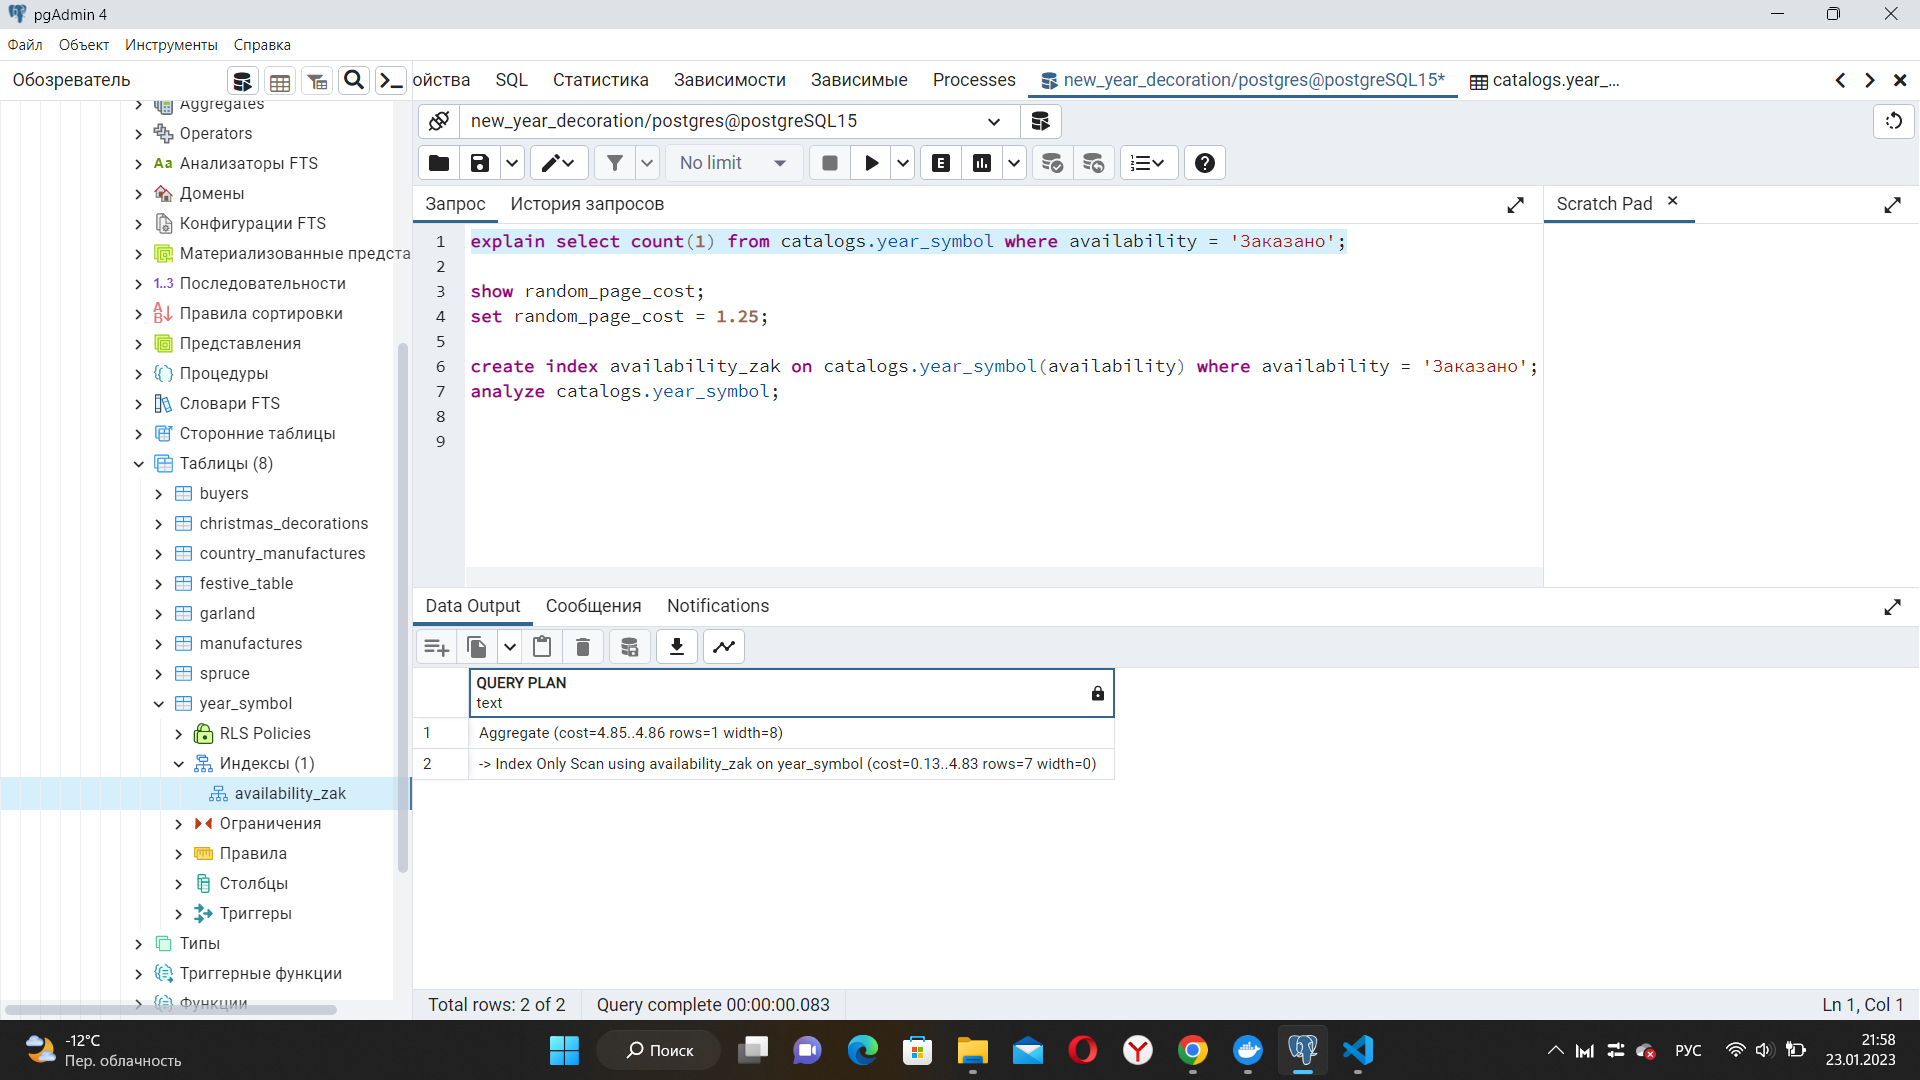 pgAdmin 4
Файл Объект Инструменты Справка
Обозреватель
ойства SQL Статистика Зависимости Зависимые Processes new_year_decoration/postgres@postgreSQL15* catalogs.year_...
new_year_decoration/postgres@postgreSQL15
No limit
Запрос История запросов
Scratch Pad
1 explain select count(1) from catalogs.year_symbol where availability = 'Заказано';
2
3 show random_page_cost;
4 set random_page_cost = 1.25;
5
6 create index availability_zak on catalogs.year_symbol(availability) where availability = 'Заказано';
7 analyze catalogs.year_symbol;
8
9
Aggregates
Operators
Анализаторы FTS
Домены
Конфигурации FTS
Материализованные предста
1..3 Последовательности
Правила сортировки
Представления
Процедуры
Словари FTS
Сторонние таблицы
Таблицы (8)
buyers
christmas_decorations
country_manufactures
festive_table
garland
manufactures
spruce
year_symbol
RLS Policies
Индексы (1)
availability_zak
Ограничения
Правила
Столбцы
Триггеры
Типы
Триггерные функции
Функции
Data Output Сообщения Notifications
QUERY PLAN
text
1 Aggregate (cost=4.85..4.86 rows=1 width=8)
2 -> Index Only Scan using availability_zak on year_symbol (cost=0.13..4.83 rows=7 width=0)
Total rows: 2 of 2 Query complete 00:00:00.083 Ln 1, Col 1
-12°C
Пер. облачность
Поиск
РУС
21:58
23.01.2023